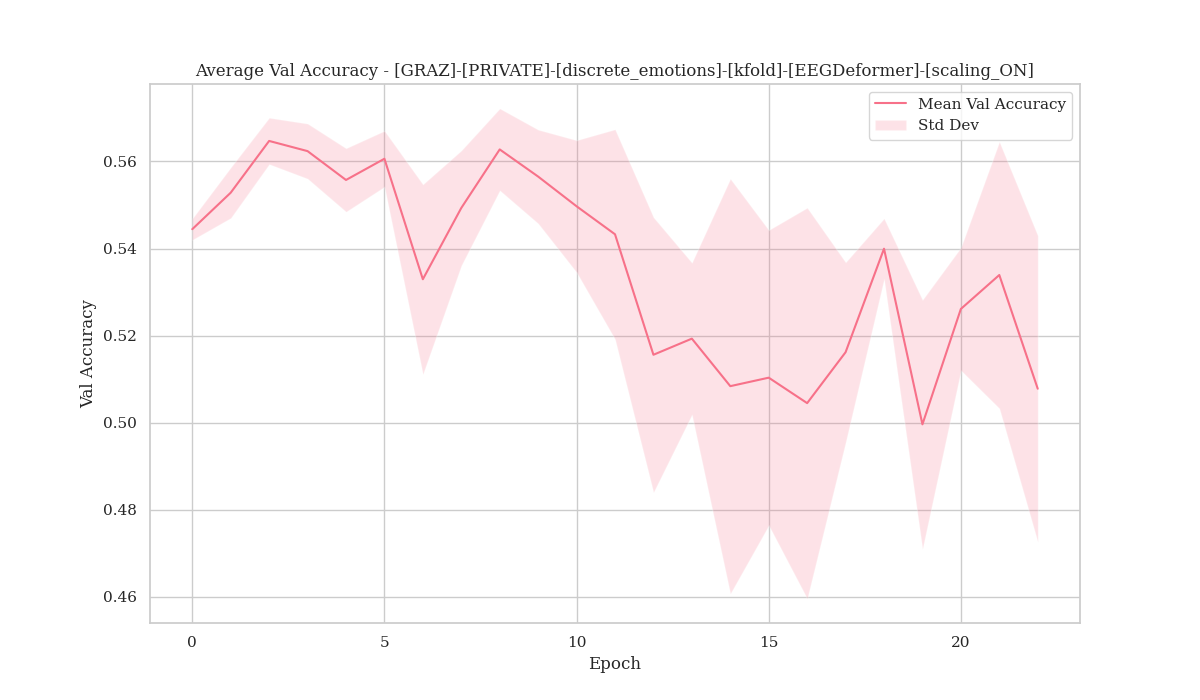 Average Val Accuracy - [GRAZ]-[PRIVATE]-[discrete_emotions]-[kfold]-[EEGDeformer]-[scaling_ON]
Mean Val Accuracy
Std Dev
Val Accuracy
0.56
0.54
0.52
0.50
0.48
0.46
0 5 10 15 20
Epoch